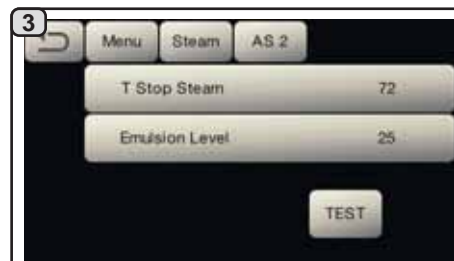 3
Menu Steam AS 2
T Stop Steam 72
Emulsion Level 25
TEST